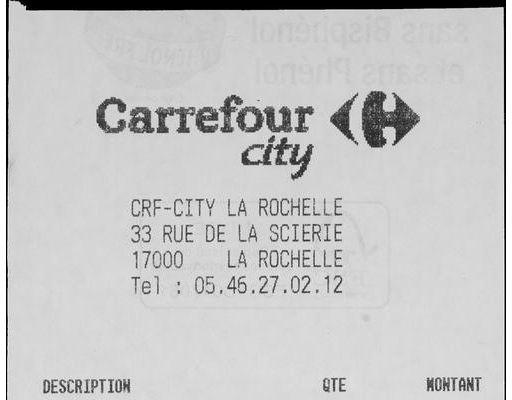 sans Bisphénol
et sans Phénol
Carrefour
city
CRF-CITY LA ROCHELLE
33 RUE DE LA SCIERIE
17000 LA ROCHELLE
Tel : 05.46.27.02.12
DESCRIPTION QTE MONTANT